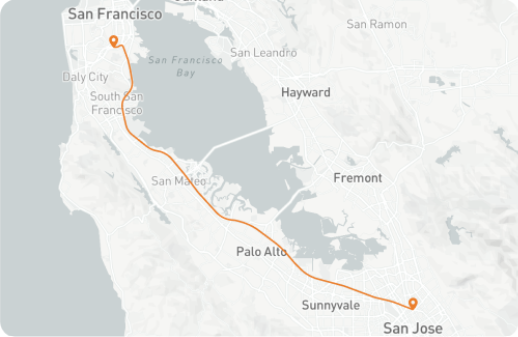 San Francisco
San Ramon
San Leandro
San Francisco
Bay
Daly City
Hayward
South San
Francisco
San Mateo
Fremont
Palo Alto
Sunnyvale
San Jose